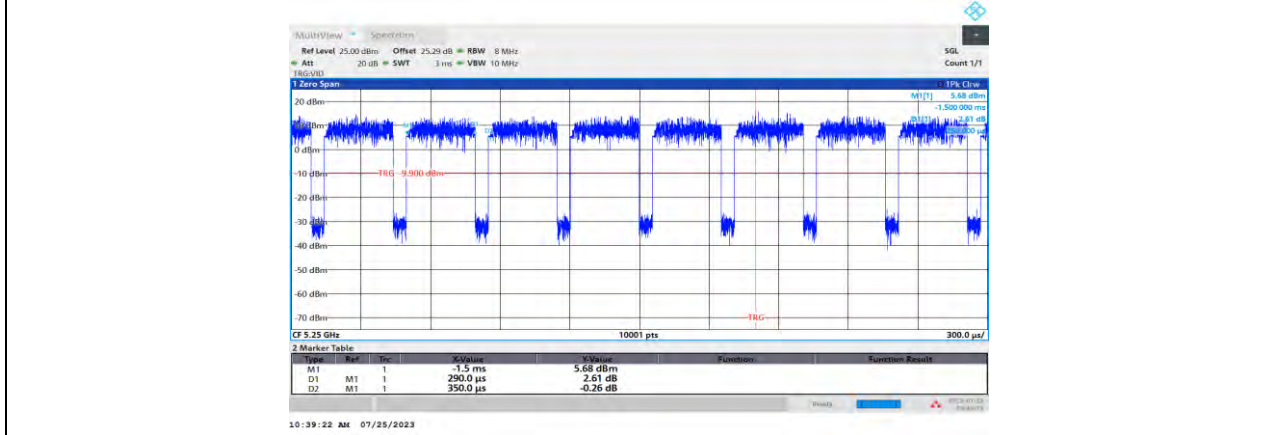 MultiView Spectrum
Ref Level 25.00 dBm Offset 25.29 dB RBW 8 MHz SGL
Att 20 dB SWT 3 ms VBW 10 MHz Count 1/1
TRG:VID
1 Zero Span 1Pk Clrw
M1[1] 5.68 dBm
-1.500 000 ms
D1[1] 2.61 dB
20 dBm
0 dBm
-10 dBm
TRG -9.900 dBm
-20 dBm
-30 dBm
-40 dBm
-50 dBm
-60 dBm
-70 dBm
TRG
CF 5.25 GHz 10001 pts 300.0 µs/
2 Marker Table
Type Ref Trc X-Value Y-Value Function Function Result
M1 1 -1.5 ms 5.68 dBm
D1 M1 1 290.0 µs 2.61 dB
D2 M1 1 350.0 µs -0.26 dB
Ready
10:39:22 AM 07/25/2023